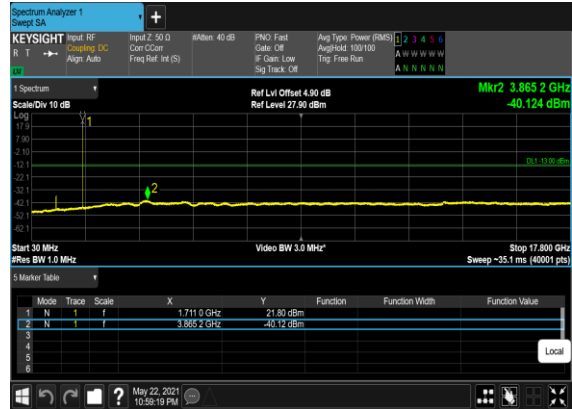 Spectrum Analyzer 1
Swept SA
+
KEYSIGHT Input: RF Input Z: 50 Ω #Atten: 40 dB PNO: Fast Avg Type: Power (RMS) 1 2 3 4 5 6
R T Coupling: DC Corr CCorr Gate: Off Avg|Hold: 100/100 A W W W W W
Align: Auto Freq Ref: Int (S) IF Gain: Low Trig: Free Run
Sig Track: Off A N N N N N
1 Spectrum Ref Lvl Offset 4.90 dB Mkr2 3.865 2 GHz
Scale/Div 10 dB Ref Level 27.90 dBm -40.124 dBm
Log
17.9 1
7.90
-2.10
-12.1 DL1 -13.00 dBm
-22.1
-32.1 2
-42.1
-52.1
-62.1
Start 30 MHz Video BW 3.0 MHz* Stop 17.800 GHz
#Res BW 1.0 MHz Sweep ~35.1 ms (40001 pts)
5 Marker Table
Mode Trace Scale X Y Function Function Width Function Value
1 N 1 f 1.711 0 GHz 21.80 dBm
2 N 1 f 3.865 2 GHz -40.12 dBm
3
4
5
6
Local
? May 22, 2021
10:59:19 PM